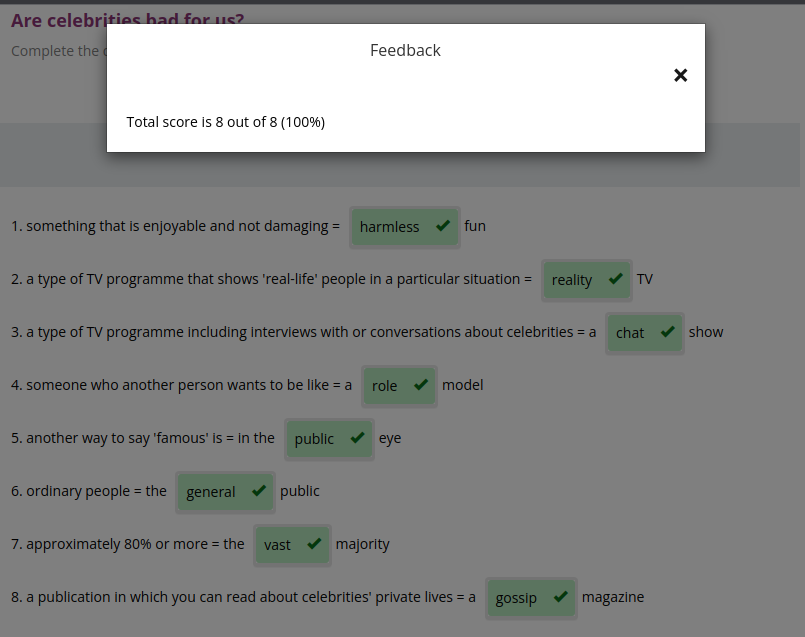 Are celebrities bad for us?
Complete the
Feedback
Total score is 8 out of 8 (100%)
1. something that is enjoyable and not damaging = harmless fun
2. a type of TV programme that shows 'real-life' people in a particular situation = reality TV
3. a type of TV programme including interviews with or conversations about celebrities = a chat show
4. someone who another person wants to be like = a role model
5. another way to say 'famous' is = in the public eye
6. ordinary people = the general public
7. approximately 80% or more = the vast majority
8. a publication in which you can read about celebrities' private lives = a gossip magazine